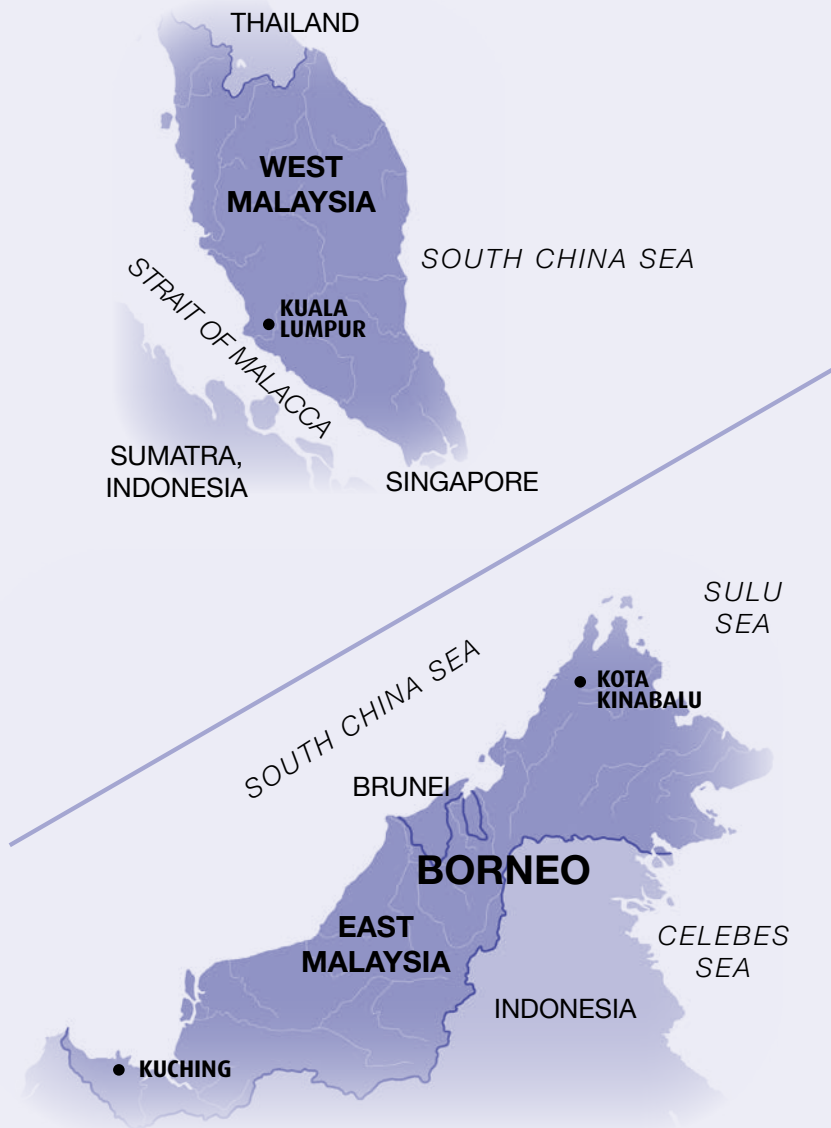 THAILAND
WEST
MALAYSIA
SOUTH CHINA SEA
STRAIT OF MALACCA
KUALA
LUMPUR
SUMATRA,
INDONESIA
SINGAPORE
SULU
SEA
SOUTH CHINA SEA
KOTA
KINABALU
BRUNEI
BORNEO
EAST
MALAYSIA
CELEBES
SEA
INDONESIA
KUCHING